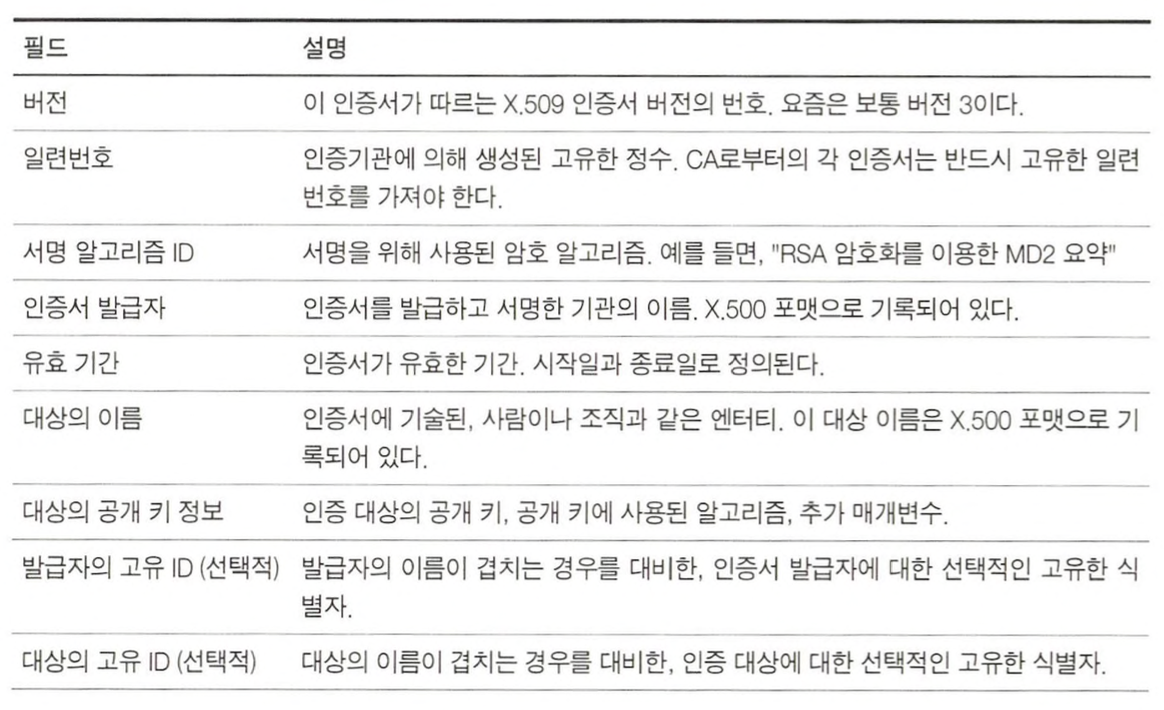 필드 설명
버전 이 인증서가 따르는 X.509 인증서 버전의 번호. 요즘은 보통 버전 3이다.
일련번호 인증기관에 의해 생성된 고유한 정수. CA로부터의 각 인증서는 반드시 고유한 일련
번호를 가져야 한다.
서명 알고리즘 ID 서명을 위해 사용된 암호 알고리즘. 예를 들면, "RSA 암호화를 이용한 MD2 요약"
인증서 발급자 인증서를 발급하고 서명한 기관의 이름. X.500 포맷으로 기록되어 있다.
유효 기간 인증서가 유효한 기간. 시작일과 종료일로 정의된다.
대상의 이름 인증서에 기술된, 사람이나 조직과 같은 엔터티. 이 대상 이름은 X.500 포맷으로 기
록되어 있다.
대상의 공개 키 정보 인증 대상의 공개 키, 공개 키에 사용된 알고리즘, 추가 매개변수.
발급자의 고유 ID (선택적) 발급자의 이름이 겹치는 경우를 대비한, 인증서 발급자에 대한 선택적인 고유한 식
별자.
대상의 고유 ID (선택적) 대상의 이름이 겹치는 경우를 대비한, 인증 대상에 대한 선택적인 고유한 식별자.